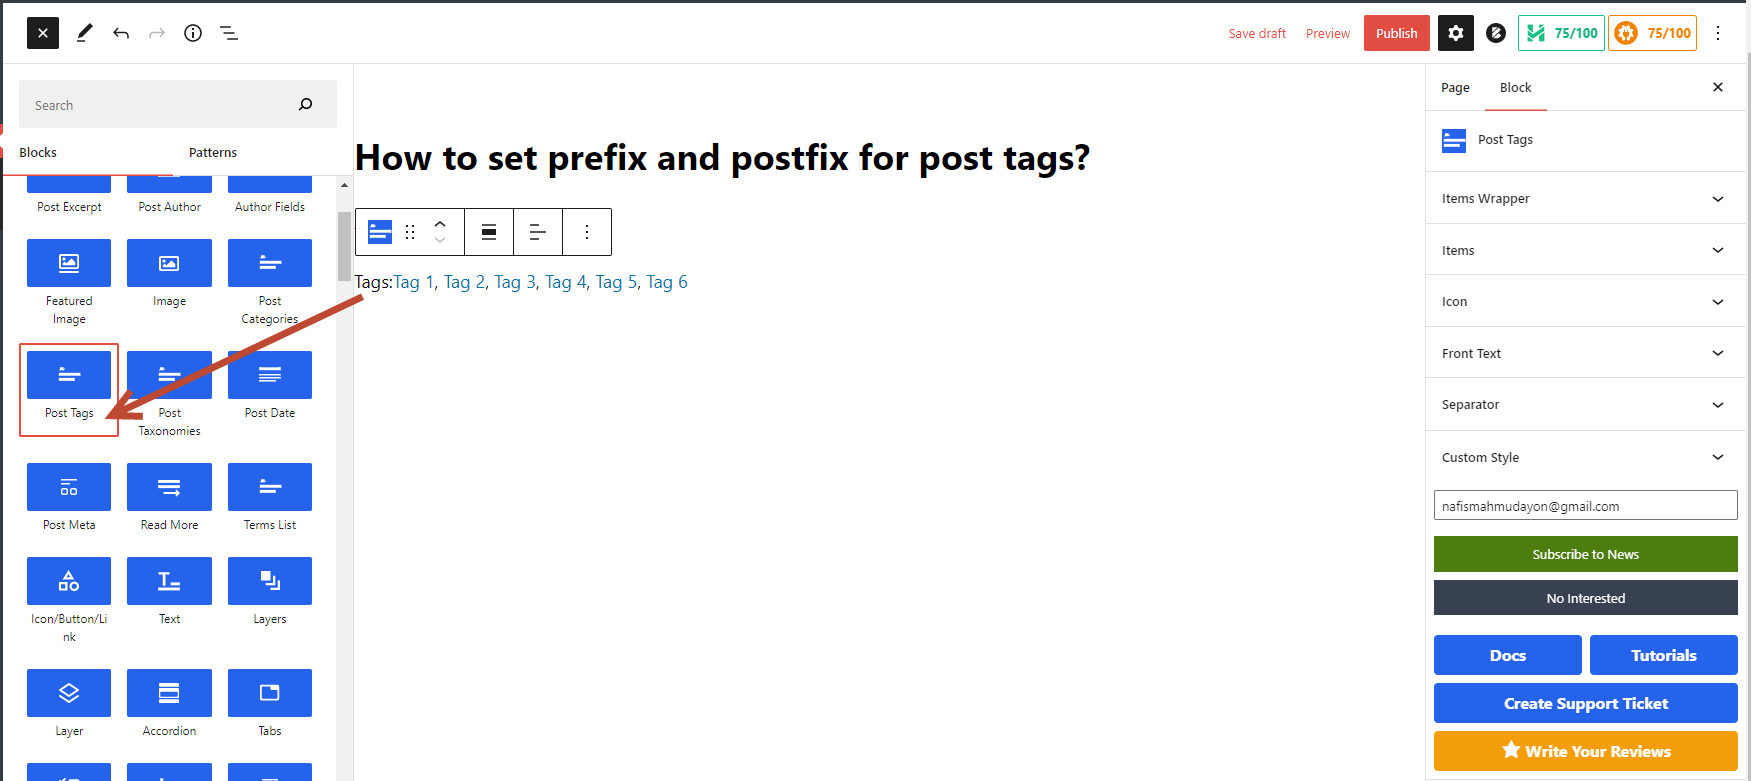 Save draft
Preview
Publish
75/100
75/100
Search
Blocks
Patterns
Post Excerpt
Post Author
Author Fields
Featured
Image
Image
Post
Categories
Post Tags
Post
Taxonomies
Post Date
Post Meta
Read More
Terms List
Icon/Button/Li
nk
Text
Layers
Layer
Accordion
Tabs
How to set prefix and postfix for post tags?
Tags:Tag 1, Tag 2, Tag 3, Tag 4, Tag 5, Tag 6
Page
Block
Post Tags
Items Wrapper
Items
Icon
Front Text
Separator
Custom Style
nafismahmudayon@gmail.com
Subscribe to News
No Interested
Docs
Tutorials
Create Support Ticket
Write Your Reviews